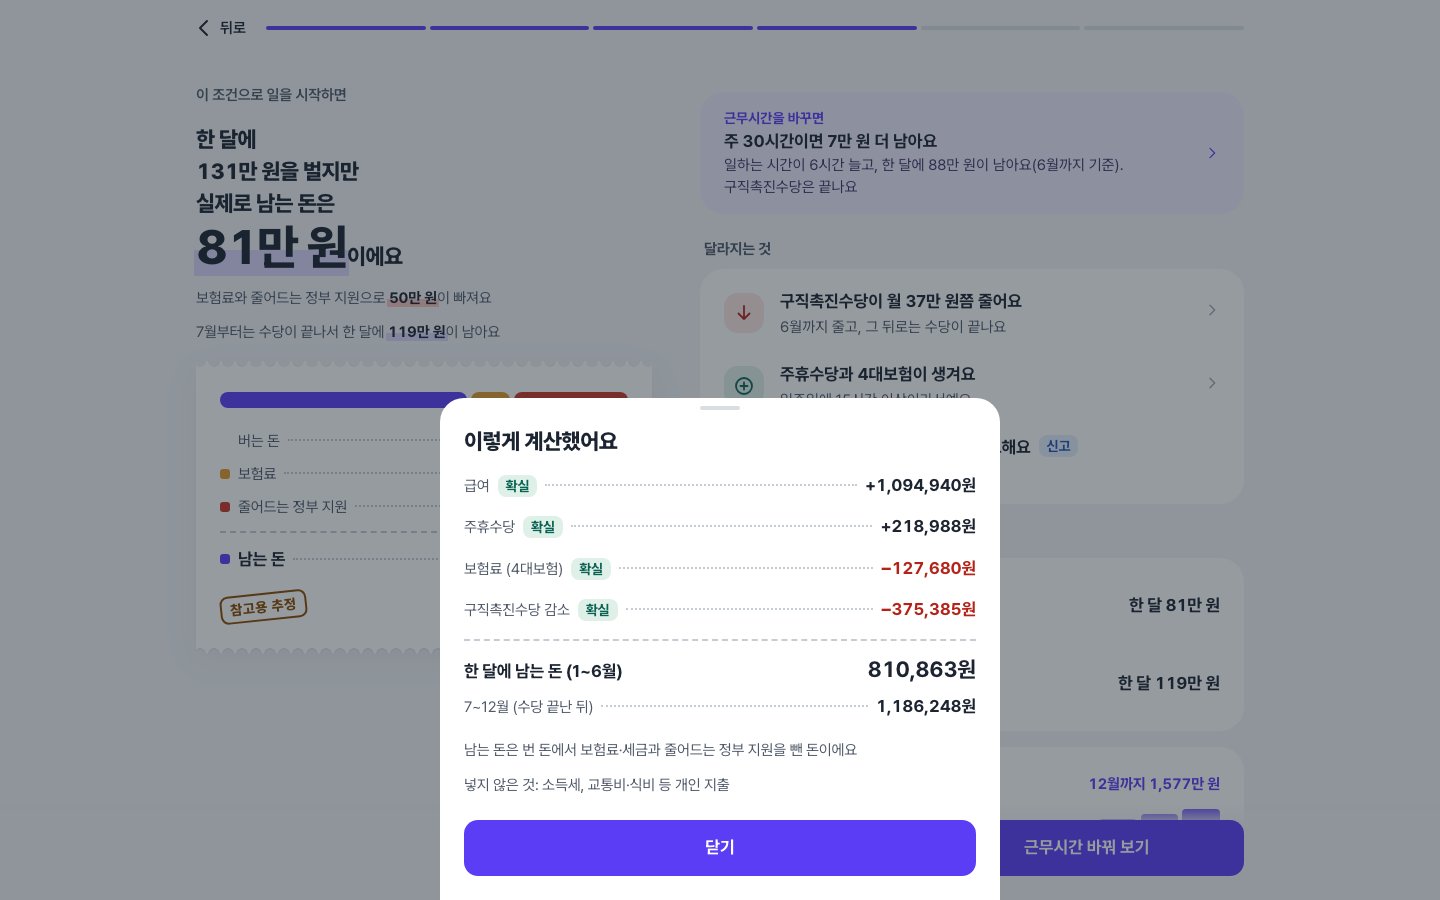 뒤로
이 조건으로 일을 시작하면
한 달에
131만 원을 벌지만
실제로 남는 돈은
81만 원이에요
보험료와 줄어드는 정부 지원으로 50만 원이 빠져요
7월부터는 수당이 끝나서 한 달에 119만 원이 남아요
버는 돈
보험료
줄어드는 정부 지원
남는 돈
참고용 추정
근무시간을 바꾸면
주 30시간이면 7만 원 더 남아요
일하는 시간이 6시간 늘고, 한 달에 88만 원이 남아요(6월까지 기준).
구직촉진수당은 끝나요
달라지는 것
구직촉진수당이 월 37만 원쯤 줄어요
6월까지 줄고, 그 뒤로는 수당이 끝나요
주휴수당과 4대보험이 생겨요
해요 신고
한 달 81만 원
한 달 119만 원
12월까지 1,577만 원
근무시간 바꿔 보기
이렇게 계산했어요
급여 확실 +1,094,940원
주휴수당 확실 +218,988원
보험료 (4대보험) 확실 −127,680원
구직촉진수당 감소 확실 −375,385원
한 달에 남는 돈 (1~6월) 810,863원
7~12월 (수당 끝난 뒤) 1,186,248원
남는 돈은 번 돈에서 보험료·세금과 줄어드는 정부 지원을 뺀 돈이에요
넣지 않은 것: 소득세, 교통비·식비 등 개인 지출
닫기